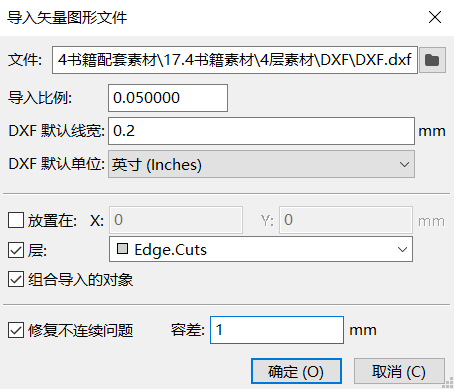 导入矢量图形文件
文件: 4书籍配套素材\17.4书籍素材\4层素材\DXF\DXF.dxf
导入比例: 0.050000
DXF 默认线宽: 0.2 mm
DXF 默认单位: 英寸 (Inches)
放置在: X: 0 Y: 0 mm
层: Edge.Cuts
组合导入的对象
修复不连续问题 容差: 1 mm
确定 (O) 取消 (C)